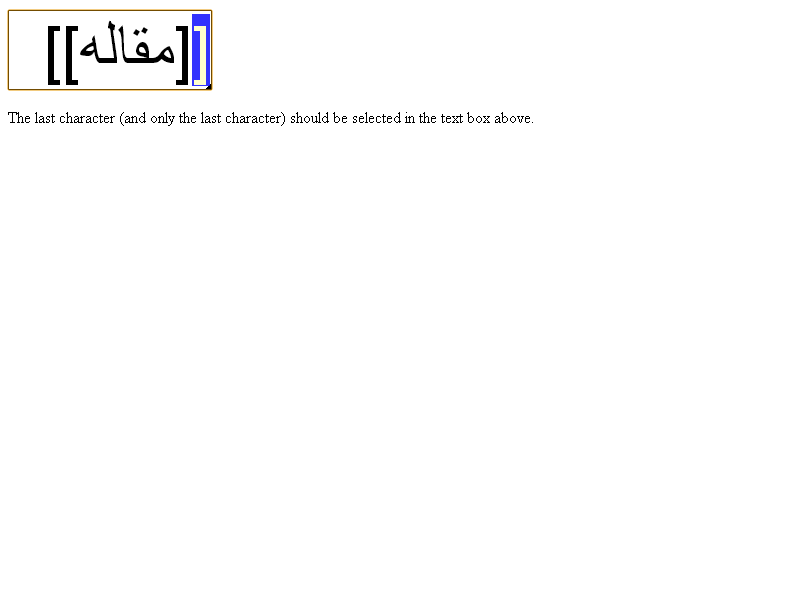 [[مقاله]]
The last character (and only the last character) should be selected in the text box above.